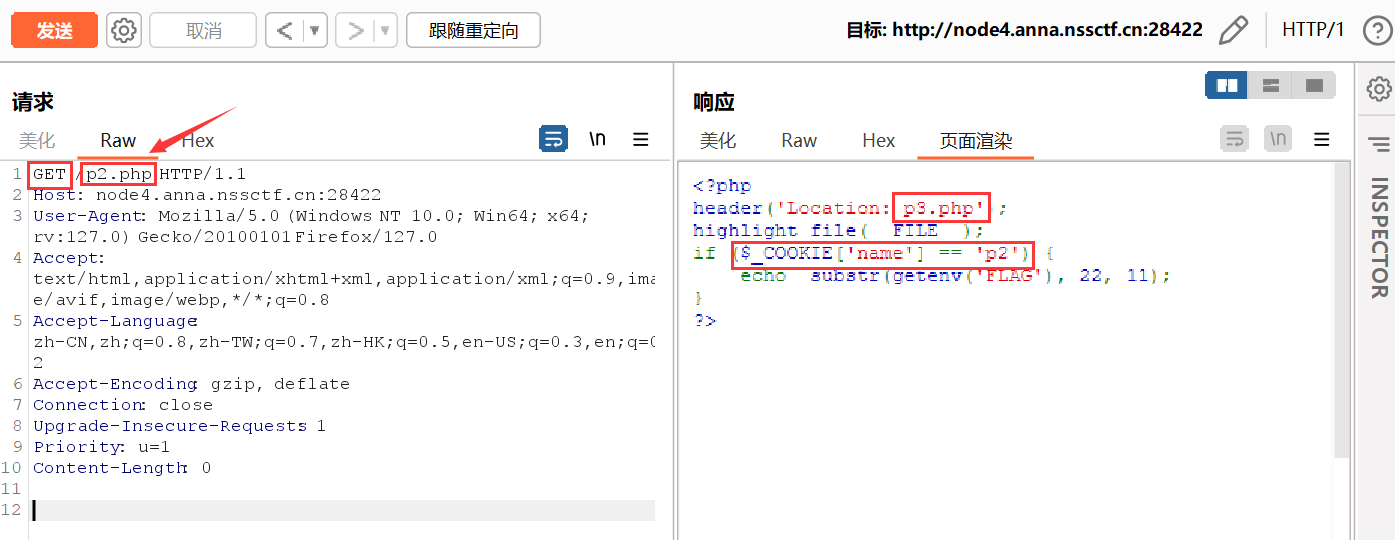 发送 取消 < ▼ > ▼ 跟随重定向 目标: http://node4.anna.nssctf.cn:28422 HTTP/1 ?
请求
美化 Raw Hex \n
1 GET /p2.php HTTP/1.1
2 Host: node4.anna.nssctf.cn:28422
3 User-Agent: Mozilla/5.0 (Windows NT 10.0; Win64; x64;
rv:127.0) Gecko/20100101 Firefox/127.0
4 Accept:
text/html,application/xhtml+xml,application/xml;q=0.9,ima
e/avif,image/webp,*/*;q=0.8
5 Accept-Language:
zh-CN,zh;q=0.8,zh-TW;q=0.7,zh-HK;q=0.5,en-US;q=0.3,en;q=0
2
6 Accept-Encoding: gzip, deflate
7 Connection: close
8 Upgrade-Insecure-Requests: 1
9 Priority: u=1
10 Content-Length: 0
11
12
响应
美化 Raw Hex 页面渲染 \n
<?php
header('Location: p3.php');
highlight_file(__FILE__);
if ($_COOKIE['name'] == 'p2') {
echo substr(getenv('FLAG'), 22, 11);
}
?>
INSPECTOR